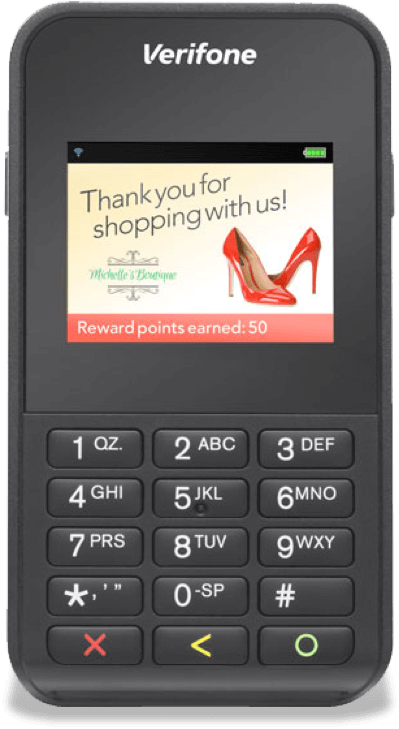 Verifone
Thank you for
shopping with us!
Michelle's Boutique
Reward points earned: 50
1 QZ.
2 ABC
3 DEF
4 GHI
5 JKL
6 MNO
7 PRS
8 TUV
9 WXY
*, ' "
0 -SP
#
X
<
O